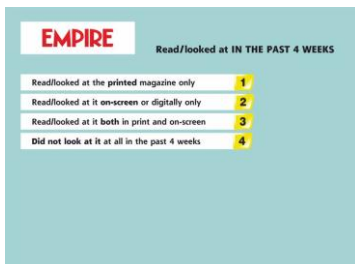 EMPIRE
Read/looked at IN THE PAST 4 WEEKS
Read/looked at the printed magazine only 1
Read/looked at it on-screen or digitally only 2
Read/looked at it both in print and on-screen 3
Did not look at it at all in the past 4 weeks 4